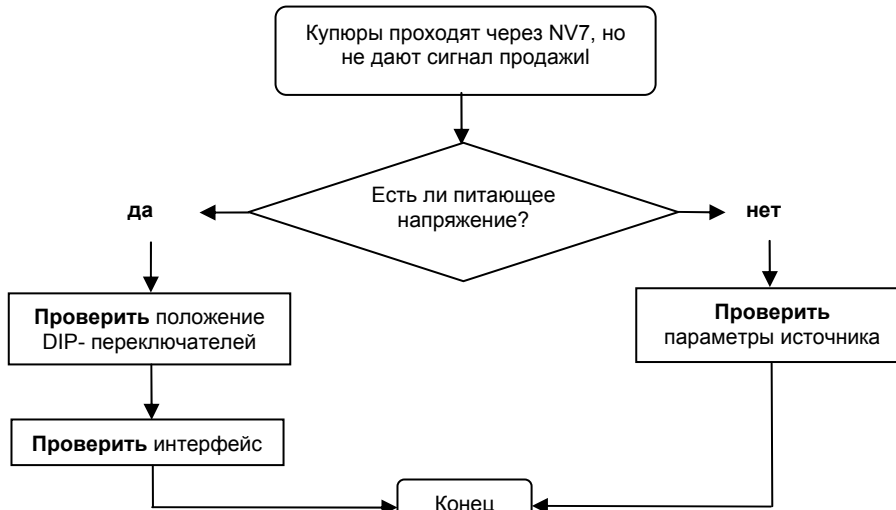 Купюры проходят через NV7, но
не дают сигнал продажиl
Есть ли питающее
напряжение?
да
нет
Проверить положение
DIP- переключателей
Проверить
параметры источника
Проверить интерфейс
Конец